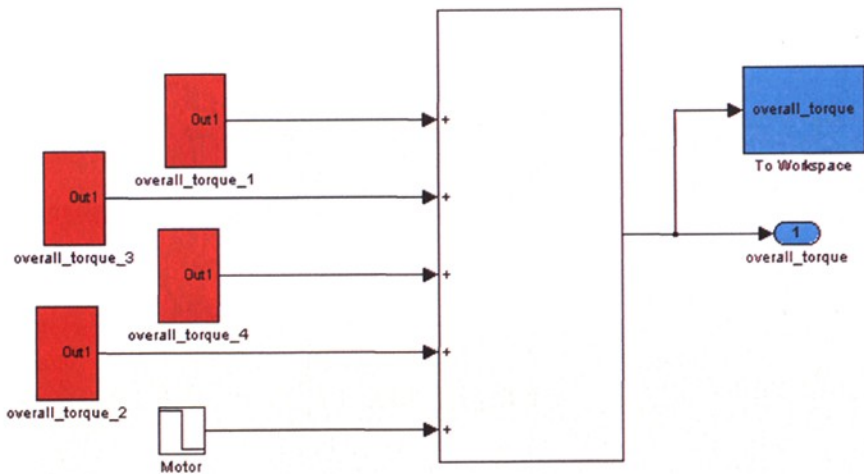 Out1
+
overall_torque_1
overall_torque
To Workspace
Out1
+
overall_torque_3
Out1
+
overall_torque_4
1
overall_torque
Out1
+
overall_torque_2
+
Motor